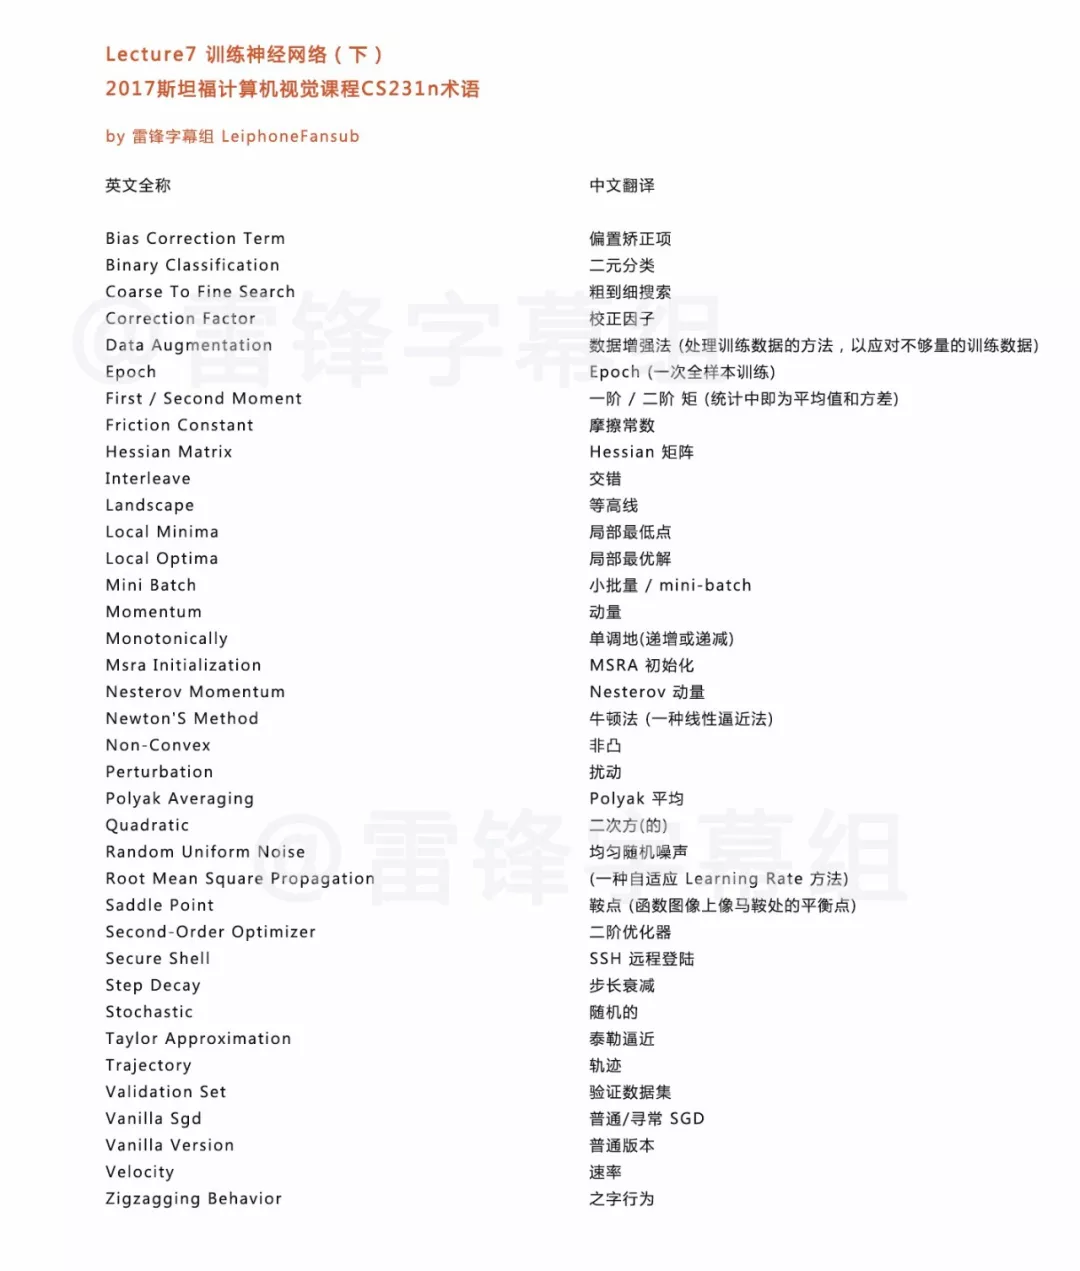 Lecture7 训练神经网络（下）
2017斯坦福计算机视觉课程CS231n术语
by 雷锋字幕组 LeiphoneFansub
英文全称 中文翻译
Bias Correction Term 偏置矫正项
Binary Classification 二元分类
Coarse To Fine Search 粗到细搜索
Correction Factor 校正因子
Data Augmentation 数据增强法 (处理训练数据的方法，以应对不够量的训练数据)
Epoch Epoch (一次全样本训练)
First / Second Moment 一阶 / 二阶 矩 (统计中即为平均值和方差)
Friction Constant 摩擦常数
Hessian Matrix Hessian 矩阵
Interleave 交错
Landscape 等高线
Local Minima 局部最低点
Local Optima 局部最优解
Mini Batch 小批量 / mini-batch
Momentum 动量
Monotonically 单调地(递增或递减)
Msra Initialization MSRA 初始化
Nesterov Momentum Nesterov 动量
Newton'S Method 牛顿法 (一种线性逼近法)
Non-Convex 非凸
Perturbation 扰动
Polyak Averaging Polyak 平均
Quadratic 二次方(的)
Random Uniform Noise 均匀随机噪声
Root Mean Square Propagation (一种自适应 Learning Rate 方法)
Saddle Point 鞍点 (函数图像上像马鞍处的平衡点)
Second-Order Optimizer 二阶优化器
Secure Shell SSH 远程登陆
Step Decay 步长衰减
Stochastic 随机的
Taylor Approximation 泰勒逼近
Trajectory 轨迹
Validation Set 验证数据集
Vanilla Sgd 普通/寻常 SGD
Vanilla Version 普通版本
Velocity 速率
Zigzagging Behavior 之字行为
@雷锋字幕组
@雷锋字幕组